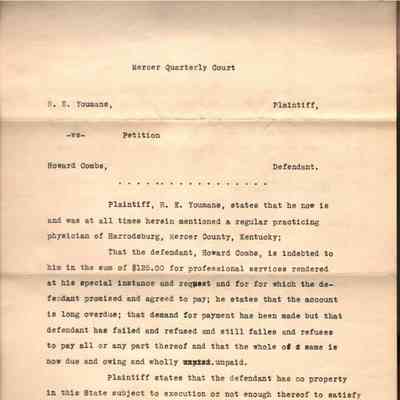 Mercer Quarterly Court
R. E. Youmans, Plaintiff,
-vs- Petition
Howard Combs, Defendant.
. . . . . . . . . . . . . . . .
Plaintiff, R. E. Youmans, states that he now is
and was at all times herein mentioned a regular practicing
physician of Harrodsburg, Mercer County, Kentucky;
That the defendant, Howard Combs, is indebted to
him in the sum of $125.00 for professional services rendered
at his special instance and request and for for which the de-
fendant promised and agreed to pay; he states that the account
is long overdue; that demand for payment has been made but that
defendant has failed and refused and still failes and refuses
to pay all or any part thereof and that the whole of same is
now due and owing and wholly unpaid.
Plaintiff states that the defendant has no property
in this State subject to execution or not enough thereof to satisfy